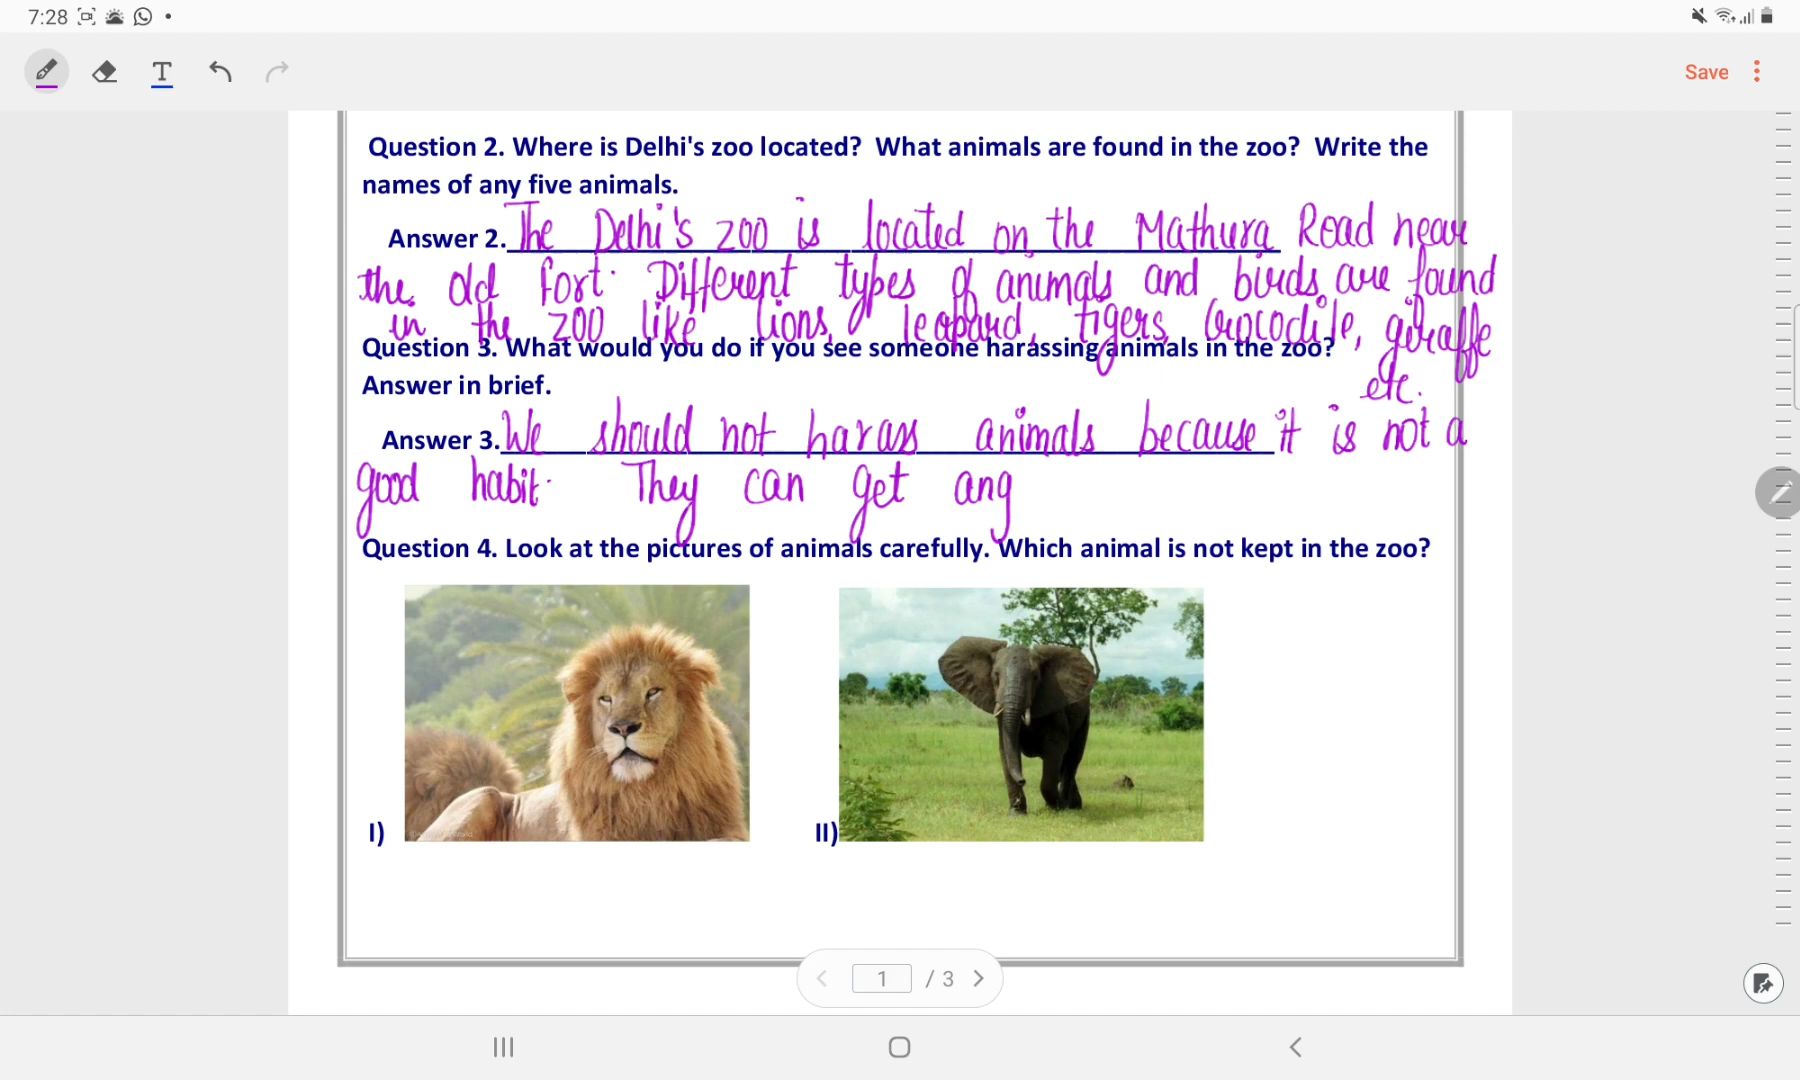 7:28
Save
Question 2. Where is Delhi's zoo located? What animals are found in the zoo? Write the
names of any five animals.
Answer 2. The Delhi's zoo is located on the Mathura Road near
the old fort. Different types of animals and birds are found
in the zoo like lions, leopard, tigers, Crocodile, giraffe
etc.
Question 3. What would you do if you see someone harassing animals in the zoo?
Answer in brief.
Answer 3. We should not harass animals because it is not a
good habit. They can get ang
Question 4. Look at the pictures of animals carefully. Which animal is not kept in the zoo?
I)
II)
1 / 3